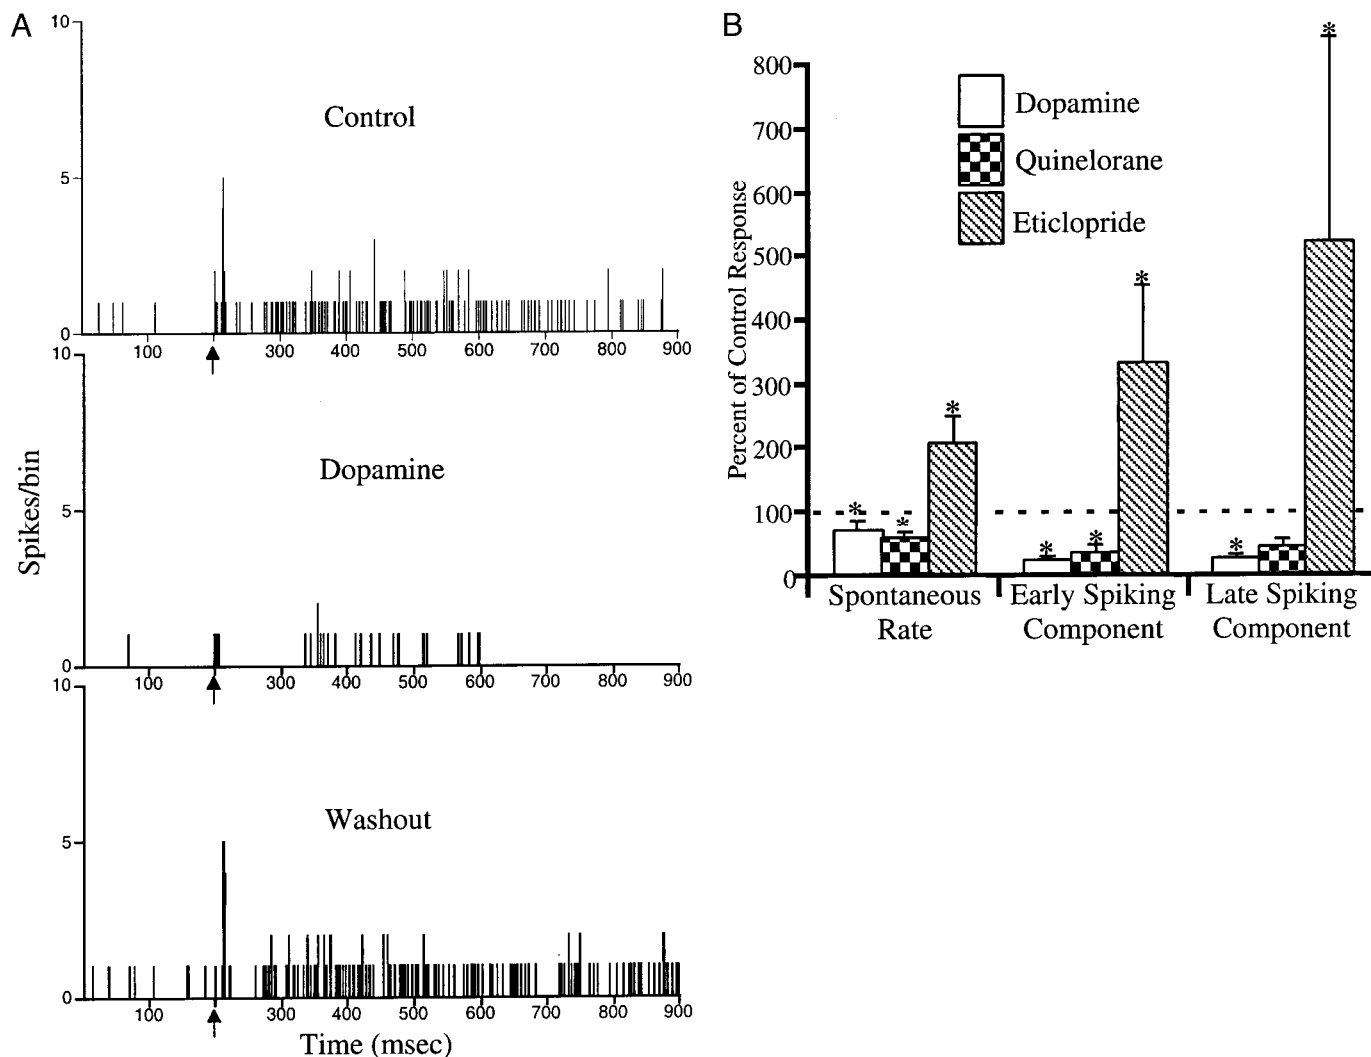 A
10
Control
5
0
100 300 400 500 600 700 800 900
10
Dopamine
5
0
100 300 400 500 600 700 800 900
10
Washout
5
0
100 300 400 500 600 700 800 900
Spikes/bin
Time (msec)
B
Percent of Control Response
800
700
600
500
400
300
200
100
0
Dopamine
Quinelorane
Eticlopride
* * *
* * *
* *
Spontaneous
Rate
Early Spiking
Component
Late Spiking
Component